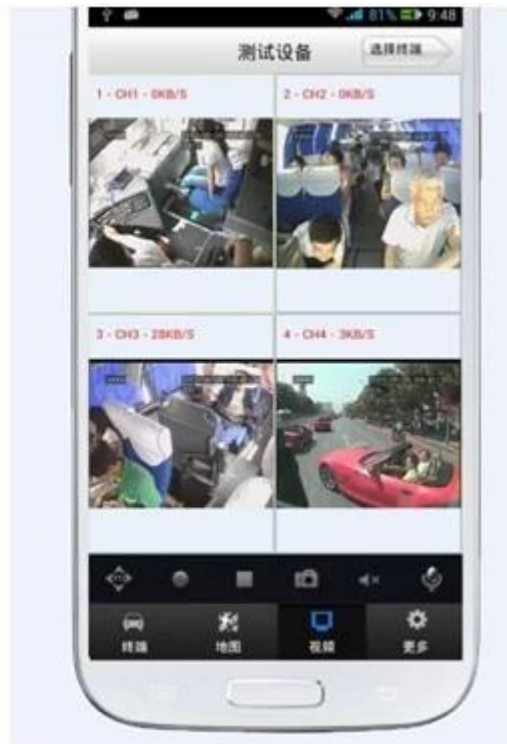 81% 9:48
测试设备
选择终端
1 - CH1 - 0KB/S
2 - CH2 - 0KB/S
3 - CH3 - 28KB/S
4 - CH4 - 3KB/S
终端
地图
视频
更多